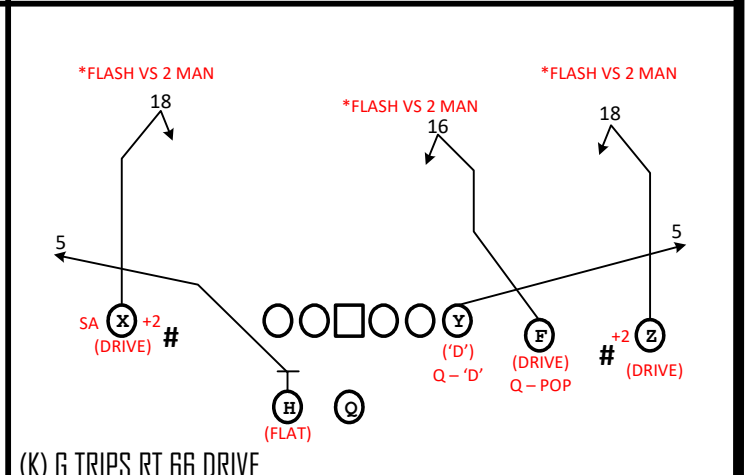 *FLASH VS 2 MAN
*FLASH VS 2 MAN
*FLASH VS 2 MAN
18
16
18
5
5
SA X +2 #
(DRIVE)
Y
('D')
Q – 'D'
F
(DRIVE)
Q – POP
# +2 Z
(DRIVE)
H
(FLAT)
Q
(K) G TRIPS RT 66 DRIVE